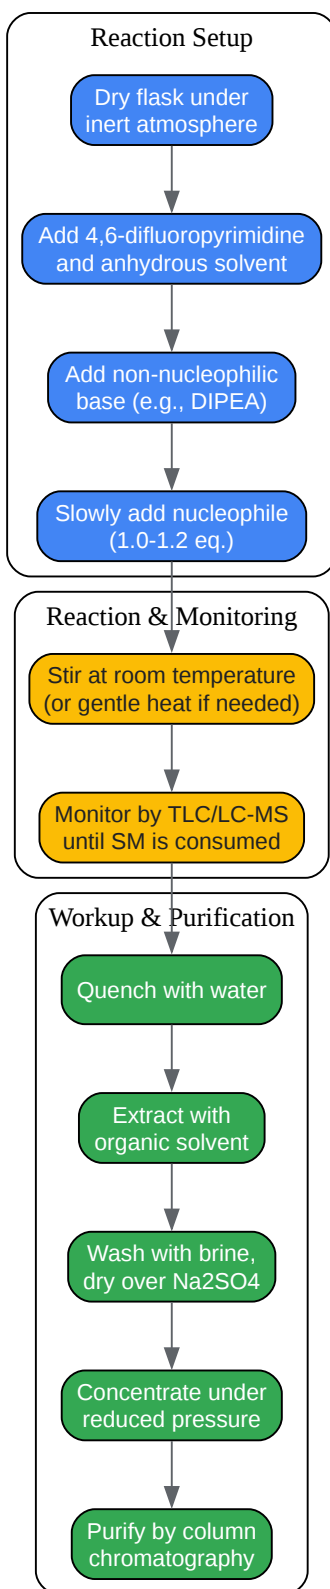 Reaction Setup
Dry flask under
inert atmosphere
Add 4,6-difluoropyrimidine
and anhydrous solvent
Add non-nucleophilic
base (e.g., DIPEA)
Slowly add nucleophile
(1.0-1.2 eq.)
Reaction & Monitoring
Stir at room temperature
(or gentle heat if needed)
Monitor by TLC/LC-MS
until SM is consumed
Workup & Purification
Quench with water
Extract with
organic solvent
Wash with brine,
dry over Na2SO4
Concentrate under
reduced pressure
Purify by column
chromatography